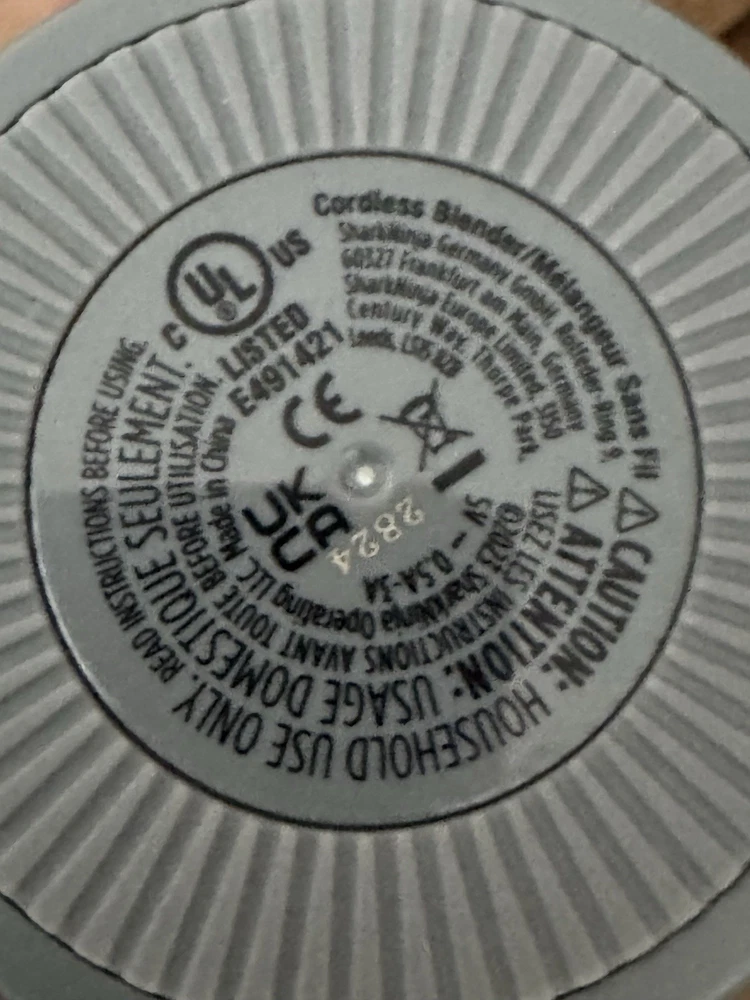 Cordless Blender/Mélangeur Sans Fil
SharkNinja Germany GmbH, Rotfeder-Ring 9,
60327 Frankfurt am Main, Germany
SharkNinja Europe Limited, 3150
Century Way, Thorpe Park,
Leeds, LS15 8ZB
C UL US
®
LISTED
E491421
CE
UK CA
2824
5V ⎓ 0.5A-3A
©2023 SharkNinja Operating LLC Made in China
⚠ CAUTION: HOUSEHOLD USE ONLY. READ INSTRUCTIONS BEFORE USING.
⚠ ATTENTION: USAGE DOMESTIQUE SEULEMENT.
LISEZ LES INSTRUCTIONS AVANT TOUTE BEFORE UTILISATION.